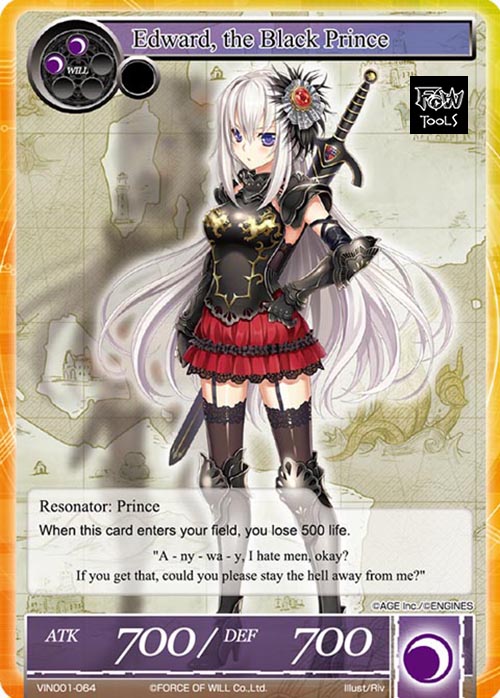 Edward, the Black Prince
WILL
FOW
TOOLS
Resonator: Prince
When this card enters your field, you lose 500 life.
"A - ny - wa - y, I hate men, okay?
If you get that, could you please stay the hell away from me?"
©AGE Inc./©ENGINES
ATK 700 / DEF 700
VIN001-064 ©FORCE OF WILL Co.,Ltd. Illust/Riv